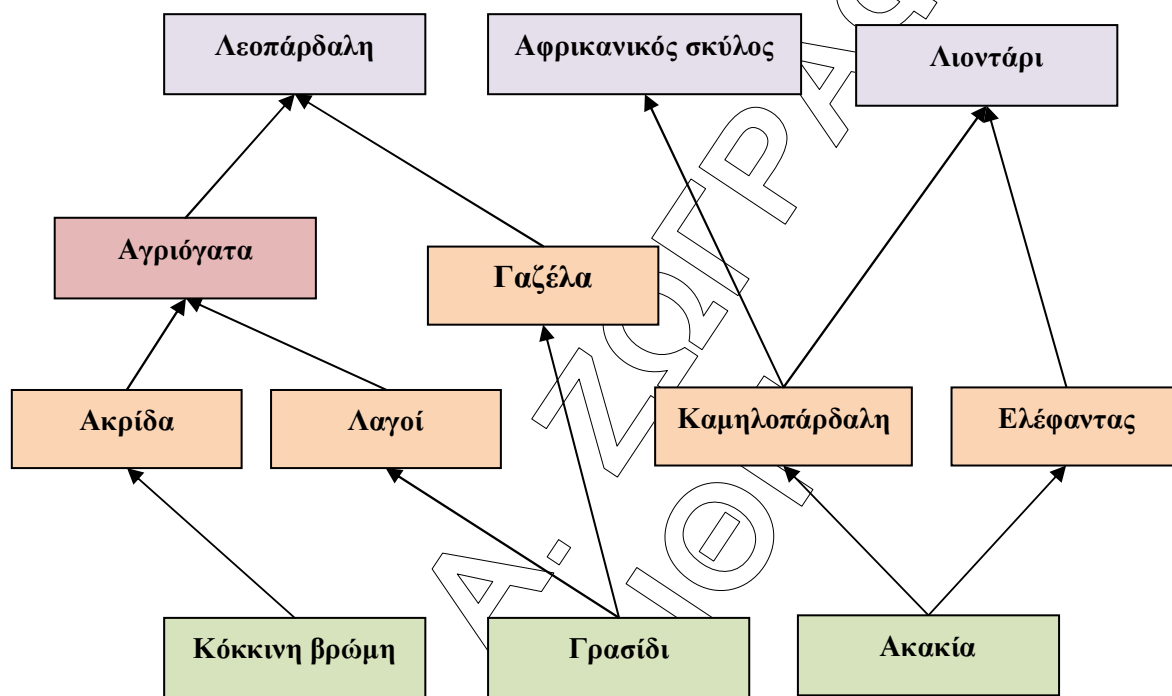 Λεοπάρδαλη
Αφρικανικός σκύλος
Λιοντάρι
Αγριόγατα
Γαζέλα
Ακρίδα
Λαγοί
Καμηλοπάρδαλη
Ελέφαντας
Κόκκινη βρώμη
Γρασίδι
Ακακία